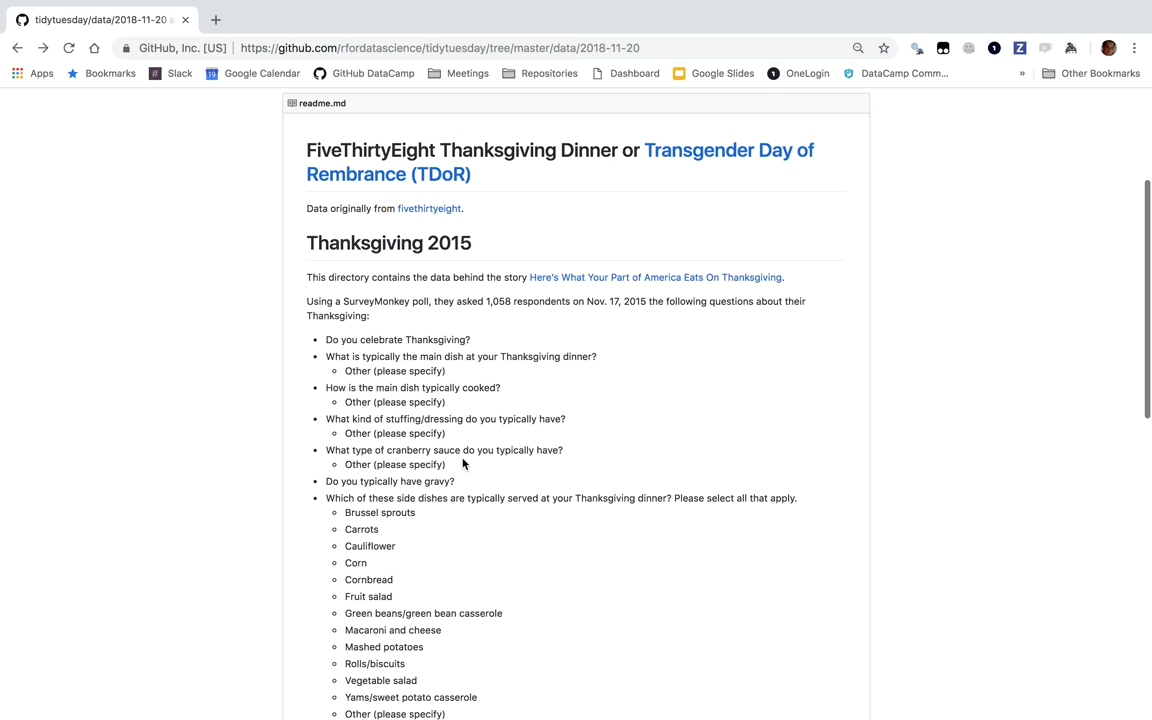 tidytuesday/data/2018-11-20 a
GitHub, Inc. [US] | https://github.com/rfordatascience/tidytuesday/tree/master/data/2018-11-20
Apps Bookmarks Slack Google Calendar GitHub DataCamp Meetings Repositories Dashboard Google Slides OneLogin DataCamp Comm... » Other Bookmarks
readme.md
FiveThirtyEight Thanksgiving Dinner or Transgender Day of
Rembrance (TDoR)
Data originally from fivethirtyeight.
Thanksgiving 2015
This directory contains the data behind the story Here's What Your Part of America Eats On Thanksgiving.
Using a SurveyMonkey poll, they asked 1,058 respondents on Nov. 17, 2015 the following questions about their
Thanksgiving:
• Do you celebrate Thanksgiving?
• What is typically the main dish at your Thanksgiving dinner?
◦ Other (please specify)
• How is the main dish typically cooked?
◦ Other (please specify)
• What kind of stuffing/dressing do you typically have?
◦ Other (please specify)
• What type of cranberry sauce do you typically have?
◦ Other (please specify)
• Do you typically have gravy?
• Which of these side dishes are typically served at your Thanksgiving dinner? Please select all that apply.
◦ Brussel sprouts
◦ Carrots
◦ Cauliflower
◦ Corn
◦ Cornbread
◦ Fruit salad
◦ Green beans/green bean casserole
◦ Macaroni and cheese
◦ Mashed potatoes
◦ Rolls/biscuits
◦ Vegetable salad
◦ Yams/sweet potato casserole
◦ Other (please specify)